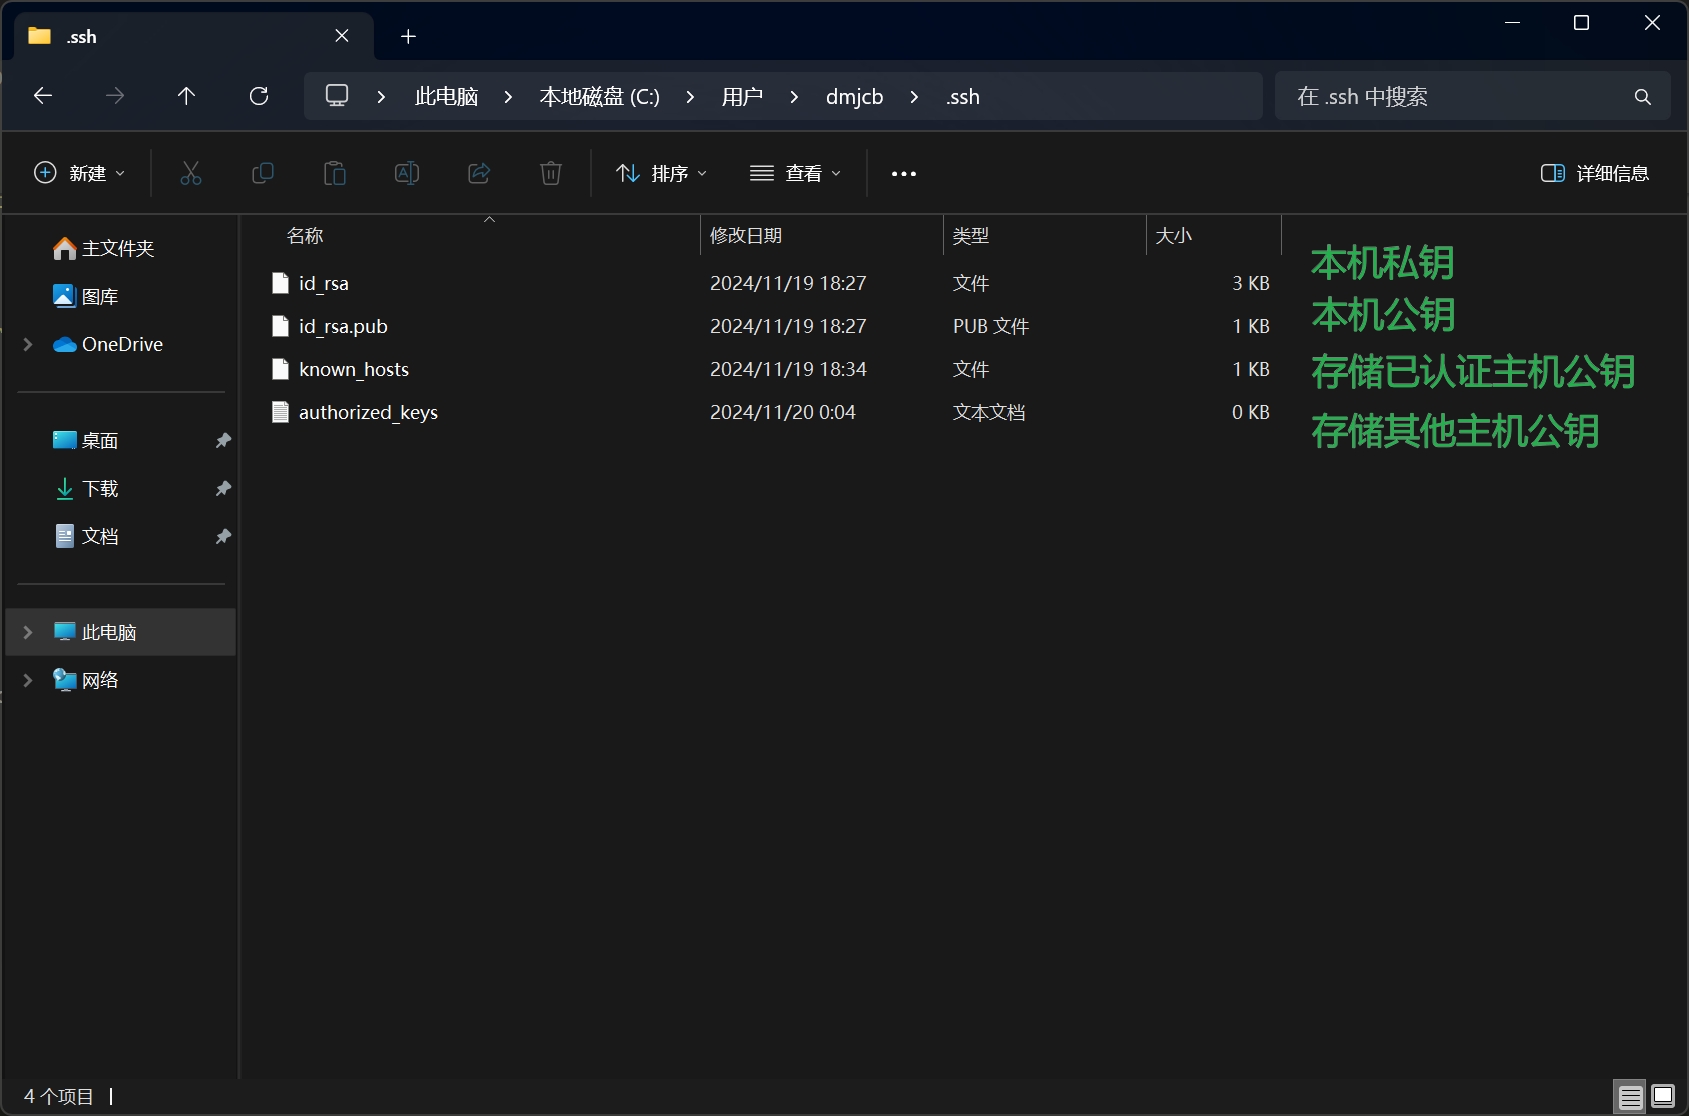 .ssh
此电脑 本地磁盘 (C:) 用户 dmjcb .ssh 在 .ssh 中搜索
新建 排序 查看 详细信息
主文件夹
图库
OneDrive
桌面
下载
文档
此电脑
网络
名称 修改日期 类型 大小
id_rsa 2024/11/19 18:27 文件 3 KB 本机私钥
id_rsa.pub 2024/11/19 18:27 PUB 文件 1 KB 本机公钥
known_hosts 2024/11/19 18:34 文件 1 KB 存储已认证主机公钥
authorized_keys 2024/11/20 0:04 文本文档 0 KB 存储其他主机公钥
4 个项目